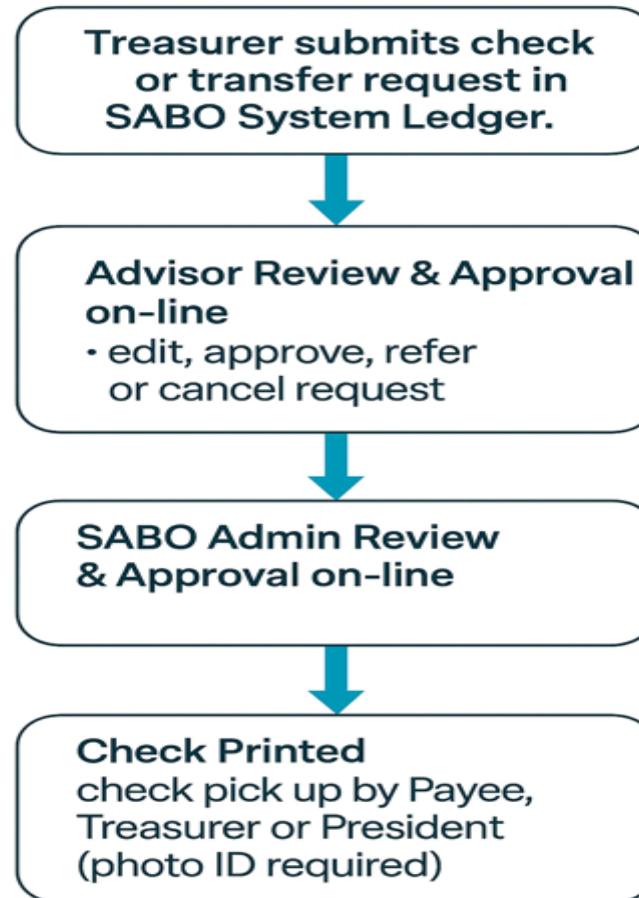 Treasurer submits check
or transfer request in
SABO System Ledger.
Advisor Review & Approval
on-line
· edit, approve, refer
or cancel request
SABO Admin Review
& Approval on-line
Check Printed
check pick up by Payee,
Treasurer or President
(photo ID required)